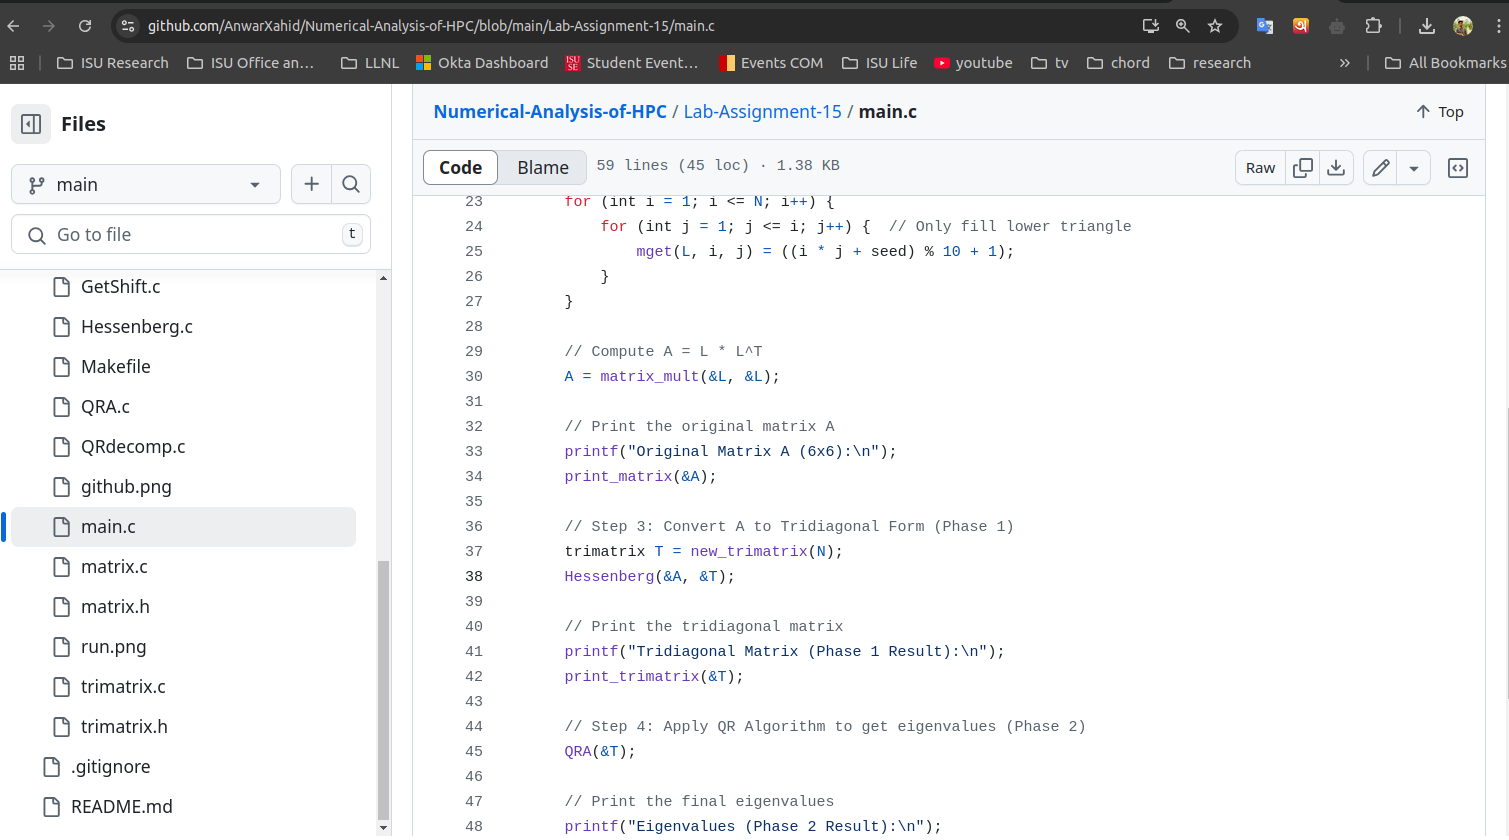 github.com/AnwarXahid/Numerical-Analysis-of-HPC/blob/main/Lab-Assignment-15/main.c
ISU Research ISU Office an... LLNL Okta Dashboard ISU SE Student Event... Events COM ISU Life youtube tv chord research » All Bookmarks
Files
main
Go to file t
GetShift.c
Hessenberg.c
Makefile
QRA.c
QRdecomp.c
github.png
main.c
matrix.c
matrix.h
run.png
trimatrix.c
trimatrix.h
.gitignore
README.md
Numerical-Analysis-of-HPC / Lab-Assignment-15 / main.c Top
Code Blame 59 lines (45 loc) · 1.38 KB Raw
23 for (int i = 1; i <= N; i++) {
24 for (int j = 1; j <= i; j++) { // Only fill lower triangle
25 mget(L, i, j) = ((i * j + seed) % 10 + 1);
26 }
27 }
28
29 // Compute A = L * L^T
30 A = matrix_mult(&L, &L);
31
32 // Print the original matrix A
33 printf("Original Matrix A (6x6):\n");
34 print_matrix(&A);
35
36 // Step 3: Convert A to Tridiagonal Form (Phase 1)
37 trimatrix T = new_trimatrix(N);
38 Hessenberg(&A, &T);
39
40 // Print the tridiagonal matrix
41 printf("Tridiagonal Matrix (Phase 1 Result):\n");
42 print_trimatrix(&T);
43
44 // Step 4: Apply QR Algorithm to get eigenvalues (Phase 2)
45 QRA(&T);
46
47 // Print the final eigenvalues
48 printf("Eigenvalues (Phase 2 Result):\n");